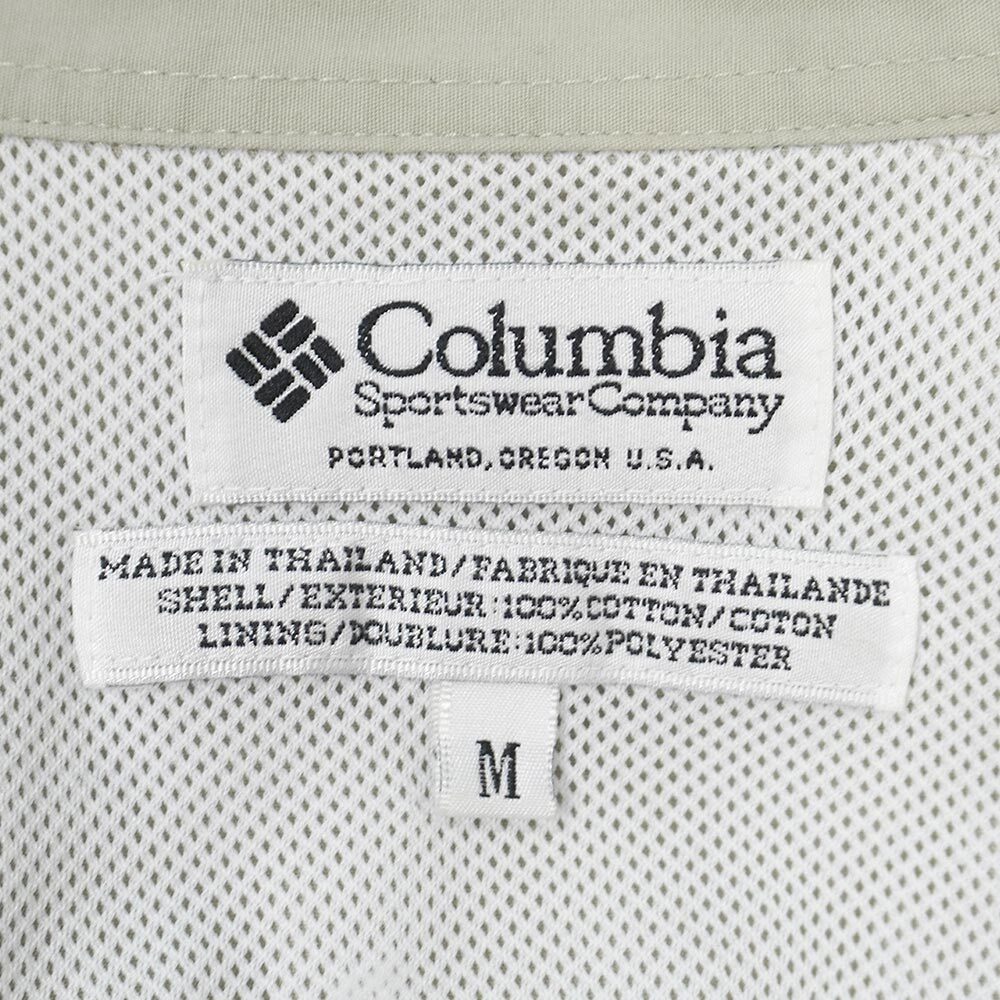 Columbia
Sportswear Company
PORTLAND, OREGON U.S.A.
MADE IN THAILAND/FABRIQUE EN THAILANDE
SHELL/EXTERIEUR:100%COTTON/COTON
LINING/DOUBLURE:100%POLYESTER
M